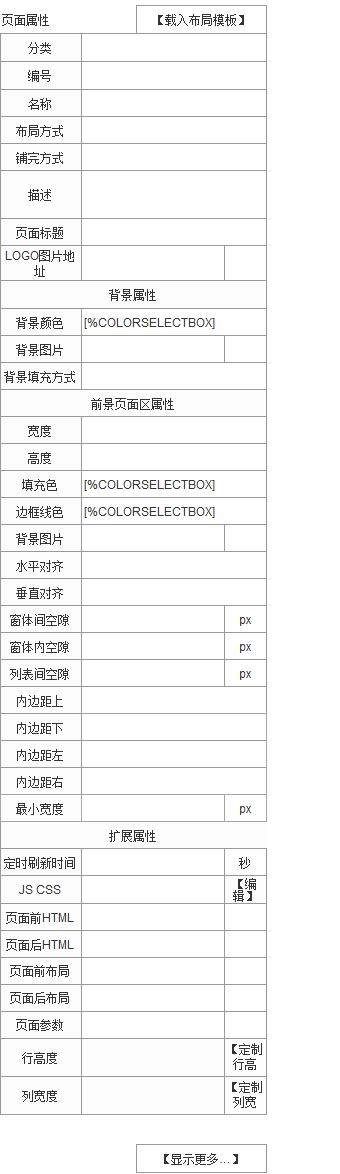 页面属性 【载入布局模板】
分类
编号
名称
布局方式
铺完方式
描述
页面标题
LOGO图片地
址
背景属性
背景颜色 [%COLORSELECTBOX]
背景图片
背景填充方式
前景页面区属性
宽度
高度
填充色 [%COLORSELECTBOX]
边框线色 [%COLORSELECTBOX]
背景图片
水平对齐
垂直对齐
窗体间空隙 px
窗体内空隙 px
列表间空隙 px
内边距上
内边距下
内边距左
内边距右
最小宽度 px
扩展属性
定时刷新时间 秒
JS CSS 【编
辑】
页面前HTML
页面后HTML
页面前布局
页面后布局
页面参数
行高度 【定制
行高
列宽度 【定制
列宽
【显示更多...】